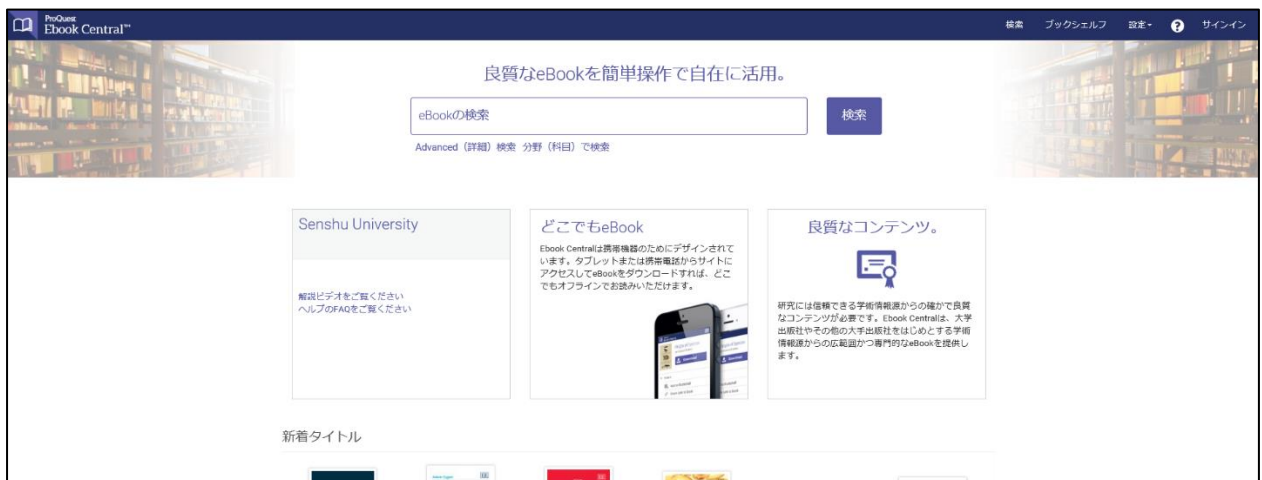 ProQuest
Ebook Central™
検索 ブックシェルフ 設定 ? サインイン
良質なeBookを簡単操作で自在に活用。
eBookの検索
検索
Advanced（詳細）検索 分野（科目）で検索
Senshu University
解説ビデオをご覧ください
ヘルプのFAQをご覧ください
どこでもeBook
Ebook Centralは携帯機器のためにデザインされて
います。タブレットまたは携帯電話からサイトに
アクセスしてeBookをダウンロードすれば、どこ
でもオフラインでお読みいただけます。
良質なコンテンツ。
研究には信頼できる学術情報源からの確かで良質
なコンテンツが必要です。Ebook Centralは、大学
出版社やその他の大手出版社をはじめとする学術
情報源からの広範囲かつ専門的なeBookを提供し
ます。
新着タイトル